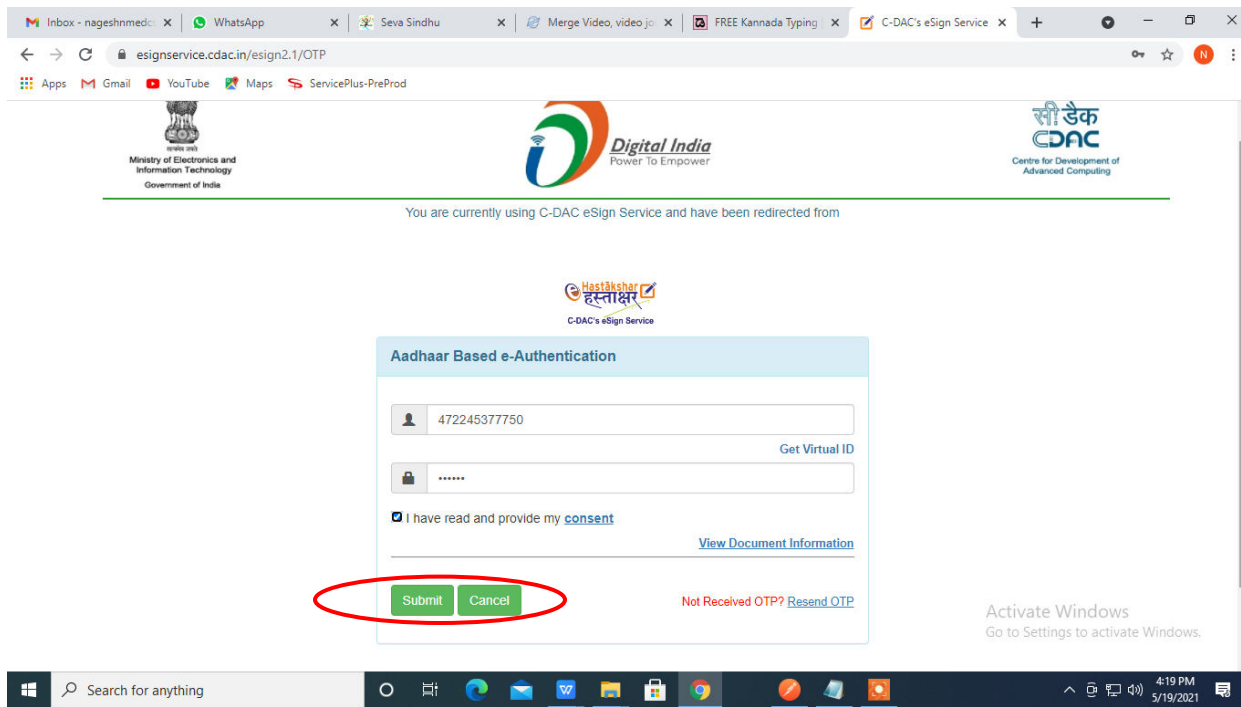 Inbox - nageshnmedc
WhatsApp
Seva Sindhu
Merge Video, video jo
FREE Kannada Typing
C-DAC's eSign Service
esignservice.cdac.in/esign2.1/OTP
N
Apps
Gmail
YouTube
Maps
ServicePlus-PreProd
Ministry of Electronics and
Information Technology
Government of India
Digital India
Power To Empower
सी डैक
CDAC
Centre for Development of
Advanced Computing
You are currently using C-DAC eSign Service and have been redirected from
e Hastākshar
हस्ताक्षर
C-DAC's eSign Service
Aadhaar Based e-Authentication
472245377750
Get Virtual ID
••••••
I have read and provide my consent
View Document Information
Submit
Cancel
Not Received OTP? Resend OTP
Activate Windows
Go to Settings to activate Windows.
Search for anything
4:19 PM
5/19/2021